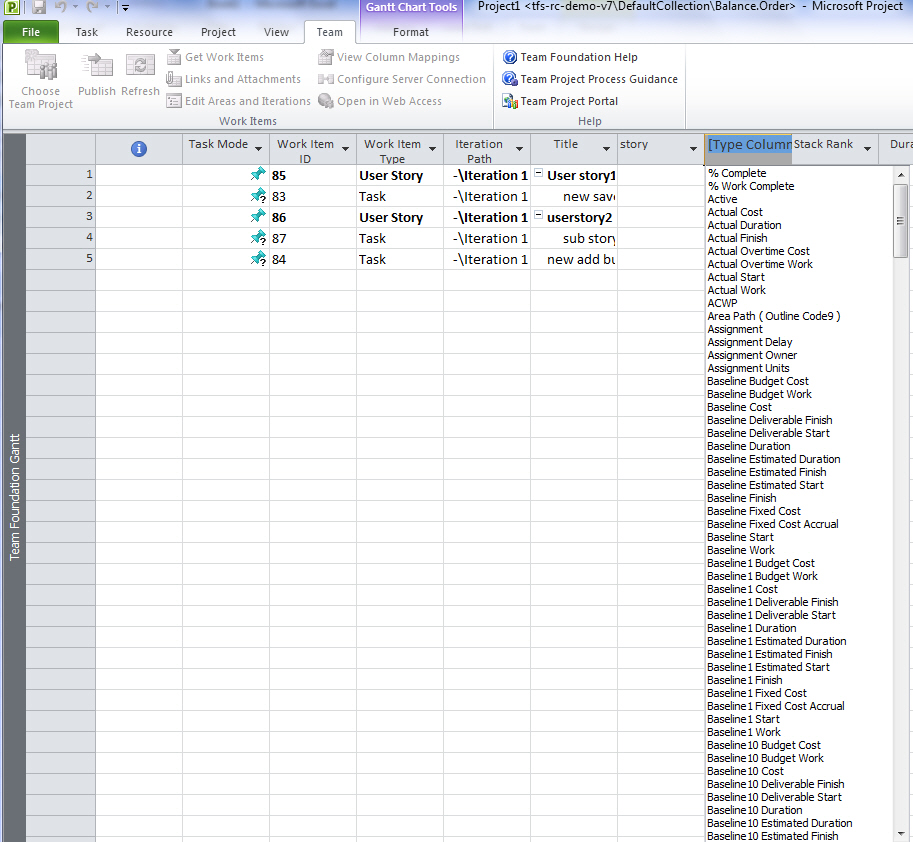 Gantt Chart Tools
Project1 <tfs-rc-demo-v7\DefaultCollection\Balance.Order> - Microsoft Project
File Task Resource Project View Team Format
Get Work Items
View Column Mappings
Team Foundation Help
Links and Attachments
Configure Server Connection
Team Project Process Guidance
Choose Team Project
Publish
Refresh
Edit Areas and Iterations
Open in Web Access
Team Project Portal
Work Items
Help
Task Mode Work Item ID Work Item Type Iteration Path Title story [Type Column Stack Rank Dura
1 85 User Story -\Iteration 1 User story1
2 83 Task -\Iteration 1 new save
3 86 User Story -\Iteration 1 userstory2
4 87 Task -\Iteration 1 sub story
5 84 Task -\Iteration 1 new add bu
Team Foundation Gantt
% Complete
% Work Complete
Active
Actual Cost
Actual Duration
Actual Finish
Actual Overtime Cost
Actual Overtime Work
Actual Start
Actual Work
ACWP
Area Path ( Outline Code9 )
Assignment
Assignment Delay
Assignment Owner
Assignment Units
Baseline Budget Cost
Baseline Budget Work
Baseline Cost
Baseline Deliverable Finish
Baseline Deliverable Start
Baseline Duration
Baseline Estimated Duration
Baseline Estimated Finish
Baseline Estimated Start
Baseline Finish
Baseline Fixed Cost
Baseline Fixed Cost Accrual
Baseline Start
Baseline Work
Baseline1 Budget Cost
Baseline1 Budget Work
Baseline1 Cost
Baseline1 Deliverable Finish
Baseline1 Deliverable Start
Baseline1 Duration
Baseline1 Estimated Duration
Baseline1 Estimated Finish
Baseline1 Estimated Start
Baseline1 Finish
Baseline1 Fixed Cost
Baseline1 Fixed Cost Accrual
Baseline1 Start
Baseline1 Work
Baseline10 Budget Cost
Baseline10 Budget Work
Baseline10 Cost
Baseline10 Deliverable Finish
Baseline10 Deliverable Start
Baseline10 Duration
Baseline10 Estimated Duration
Baseline10 Estimated Finish